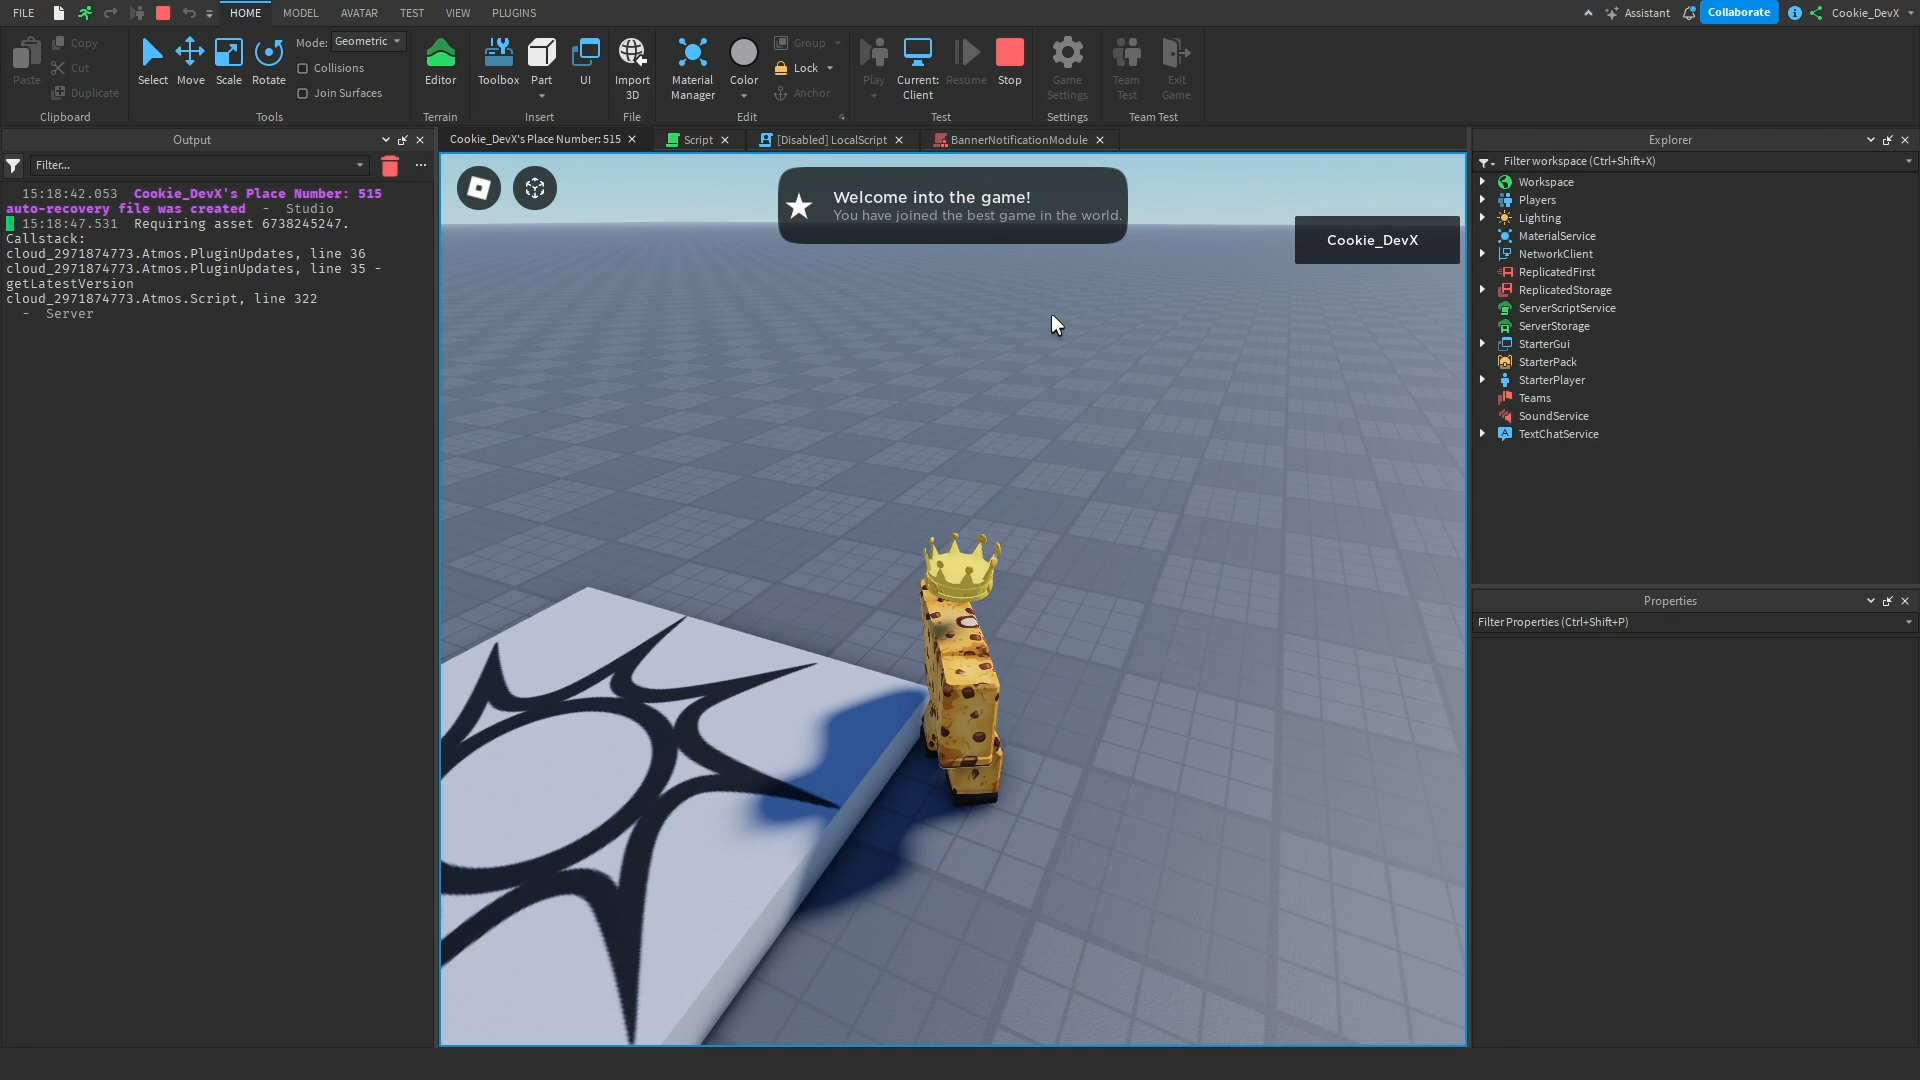 FILE
HOME
MODEL
AVATAR
TEST
VIEW
PLUGINS
Assistant
Collaborate
Cookie_DevX
Paste
Copy
Cut
Duplicate
Clipboard
Select
Move
Scale
Rotate
Mode:
Geometric
Collisions
Join Surfaces
Tools
Editor
Terrain
Toolbox
Part
UI
Insert
Import
3D
File
Material
Manager
Color
Group
Lock
Anchor
Edit
Play
Current:
Client
Resume
Stop
Test
Game
Settings
Settings
Team
Test
Exit
Game
Team Test
Output
Filter...
15:18:42.053 Cookie_DevX's Place Number: 515
auto-recovery file was created - Studio
15:18:47.531 Requiring asset 6738245247.
Callstack:
cloud_2971874773.Atmos.PluginUpdates, line 36
cloud_2971874773.Atmos.PluginUpdates, line 35 -
getLatestVersion
cloud_2971874773.Atmos.Script, line 322
- Server
Cookie_DevX's Place Number: 515
Script
[Disabled] LocalScript
BannerNotificationModule
Welcome into the game!
You have joined the best game in the world.
Cookie_DevX
Explorer
Filter workspace (Ctrl+Shift+X)
Workspace
Players
Lighting
MaterialService
NetworkClient
ReplicatedFirst
ReplicatedStorage
ServerScriptService
ServerStorage
StarterGui
StarterPack
StarterPlayer
Teams
SoundService
TextChatService
Properties
Filter Properties (Ctrl+Shift+P)